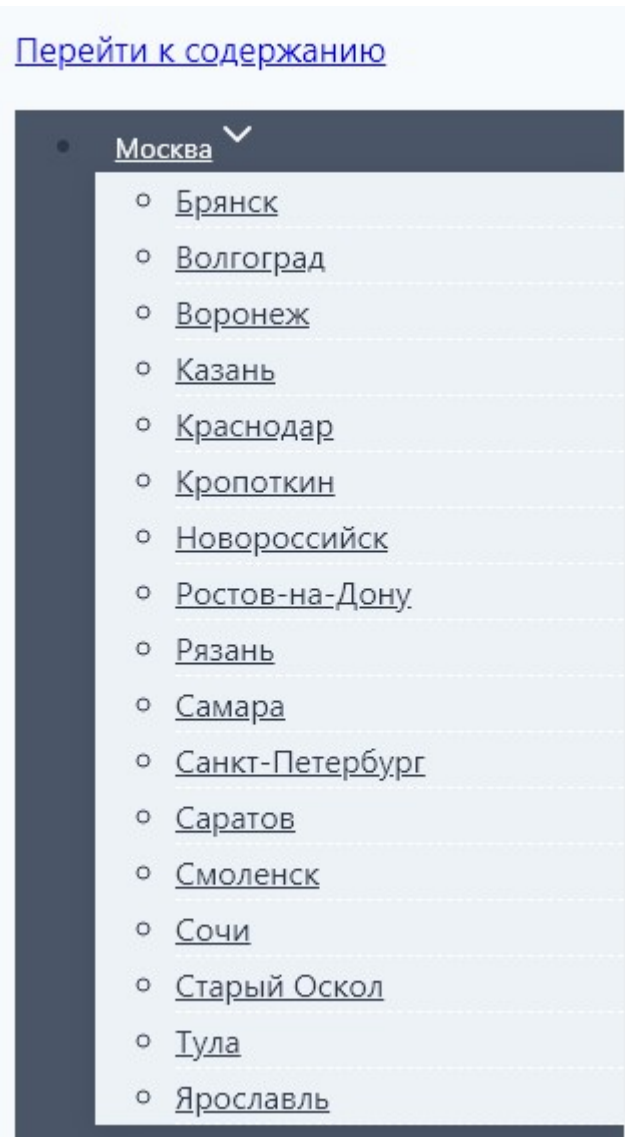 Перейти к содержанию
Москва
Брянск
Волгоград
Воронеж
Казань
Краснодар
Кропоткин
Новороссийск
Ростов-на-Дону
Рязань
Самара
Санкт-Петербург
Саратов
Смоленск
Сочи
Старый Оскол
Тула
Ярославль